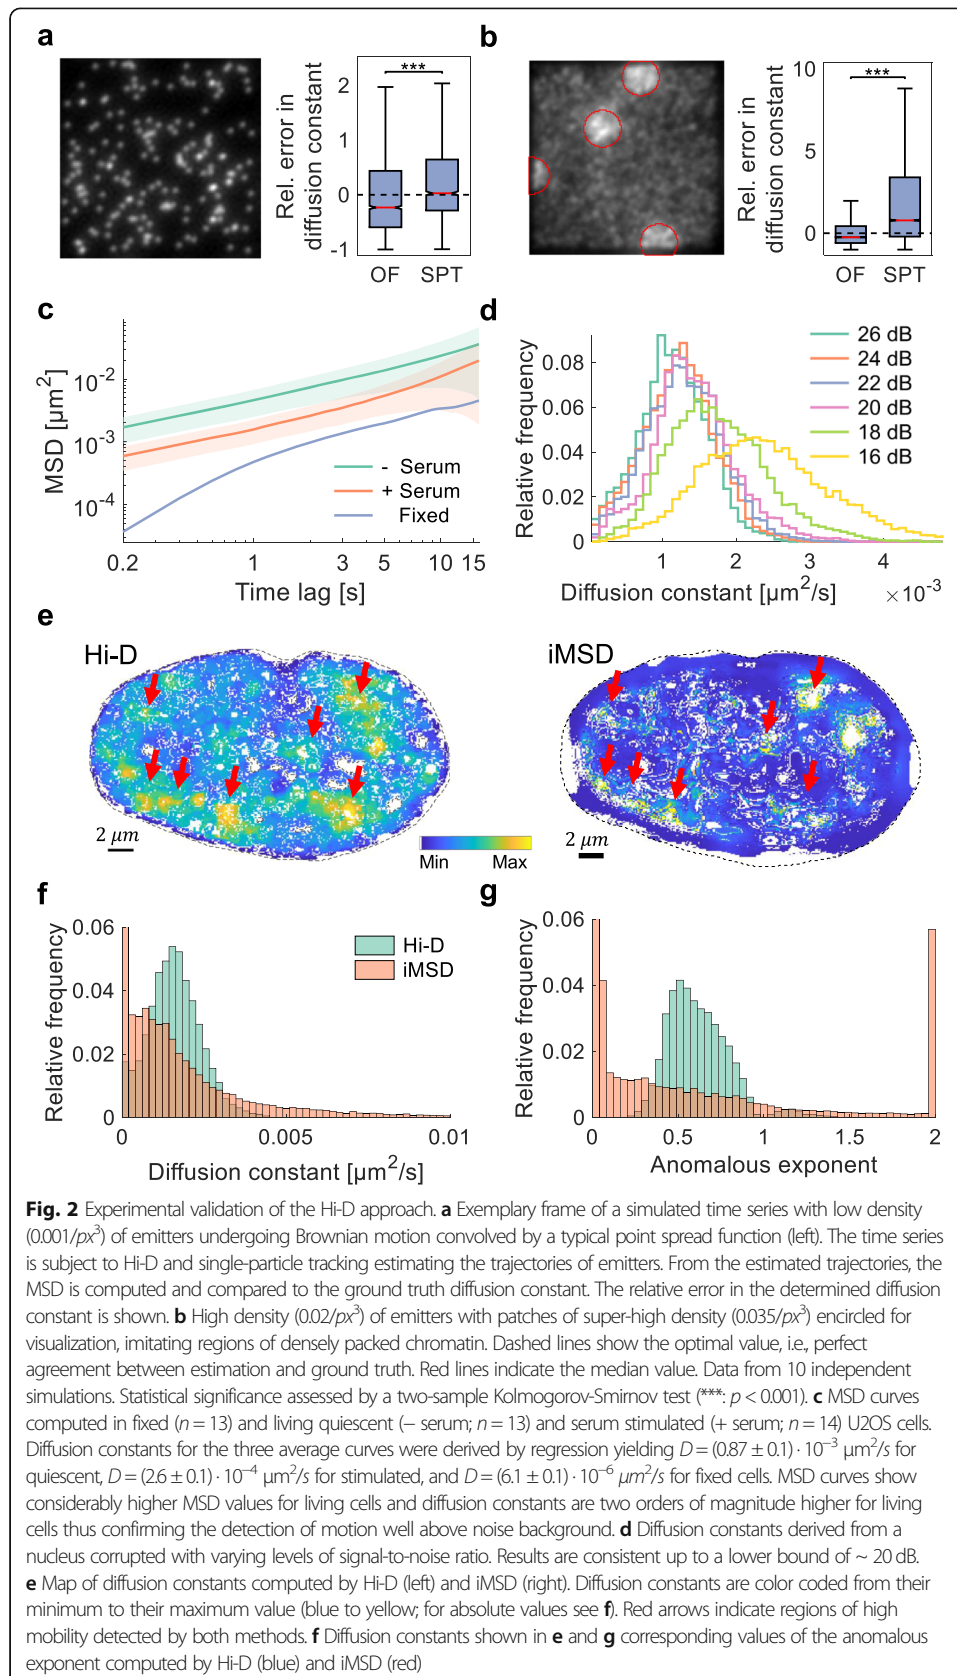 a
Rel. error in
diffusion constant
2
1
0
-1
***
OF SPT
b
Rel. error in
diffusion constant
10
5
0
***
OF SPT
c
MSD [µm²]
10⁻²
10⁻³
10⁻⁴
- Serum
+ Serum
Fixed
0.2 1 3 5 10 15
Time lag [s]
d
Relative frequency
0.08
0.06
0.04
0.02
0
26 dB
24 dB
22 dB
20 dB
18 dB
16 dB
1 2 3 4
Diffusion constant [µm²/s] ×10⁻³
e
Hi-D
2 µm
Min Max
iMSD
2 µm
f
Relative frequency
0.06
0.04
0.02
0
Hi-D
iMSD
0 0.005 0.01
Diffusion constant [µm²/s]
g
Relative frequency
0.06
0.04
0.02
0
0 0.5 1 1.5 2
Anomalous exponent
Fig. 2 Experimental validation of the Hi-D approach. a Exemplary frame of a simulated time series with low density
(0.001/px³) of emitters undergoing Brownian motion convolved by a typical point spread function (left). The time series
is subject to Hi-D and single-particle tracking estimating the trajectories of emitters. From the estimated trajectories, the
MSD is computed and compared to the ground truth diffusion constant. The relative error in the determined diffusion
constant is shown. b High density (0.02/px³) of emitters with patches of super-high density (0.035/px³) encircled for
visualization, imitating regions of densely packed chromatin. Dashed lines show the optimal value, i.e., perfect
agreement between estimation and ground truth. Red lines indicate the median value. Data from 10 independent
simulations. Statistical significance assessed by a two-sample Kolmogorov-Smirnov test (***: p < 0.001). c MSD curves
computed in fixed (n = 13) and living quiescent (− serum; n = 13) and serum stimulated (+ serum; n = 14) U2OS cells.
Diffusion constants for the three average curves were derived by regression yielding D = (0.87 ± 0.1) · 10⁻³ µm²/s for
quiescent, D = (2.6 ± 0.1) · 10⁻⁴ µm²/s for stimulated, and D = (6.1 ± 0.1) · 10⁻⁶ µm²/s for fixed cells. MSD curves show
considerably higher MSD values for living cells and diffusion constants are two orders of magnitude higher for living
cells thus confirming the detection of motion well above noise background. d Diffusion constants derived from a
nucleus corrupted with varying levels of signal-to-noise ratio. Results are consistent up to a lower bound of ~ 20 dB.
e Map of diffusion constants computed by Hi-D (left) and iMSD (right). Diffusion constants are color coded from their
minimum to their maximum value (blue to yellow; for absolute values see f). Red arrows indicate regions of high
mobility detected by both methods. f Diffusion constants shown in e and g corresponding values of the anomalous
exponent computed by Hi-D (blue) and iMSD (red)